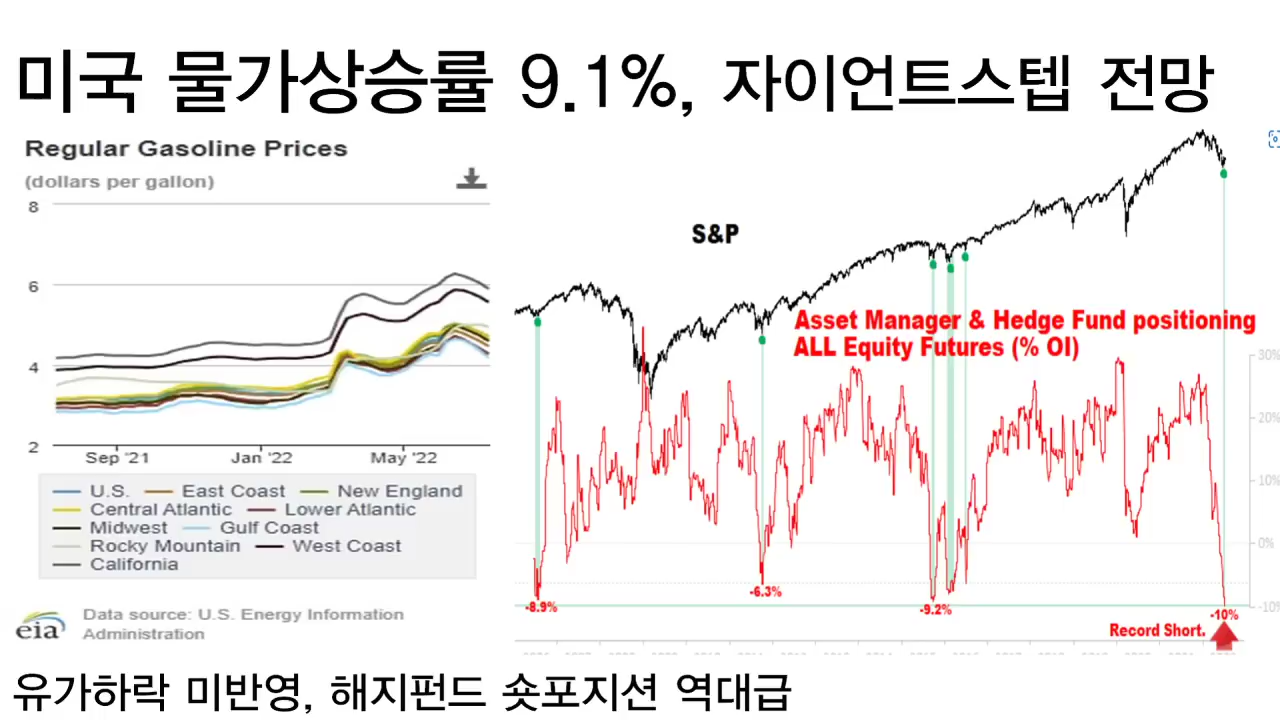 미국 물가상승률 9.1%, 자이언트스텝 전망
Regular Gasoline Prices
(dollars per gallon)
8
6
4
2
Sep '21 Jan '22 May '22
U.S. East Coast New England
Central Atlantic Lower Atlantic
Midwest Gulf Coast
Rocky Mountain West Coast
California
eia Data source: U.S. Energy Information
Administration
S&P
Asset Manager & Hedge Fund positioning
ALL Equity Futures (% OI)
30%
20%
10%
0%
-10%
-8.9%
-6.3%
-9.2%
-10%
Record Short.
유가하락 미반영, 해지펀드 숏포지션 역대급